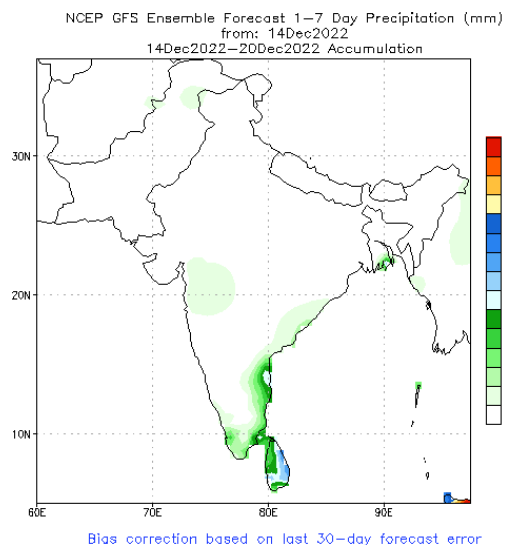 NCEP GFS Ensemble Forecast 1–7 Day Precipitation (mm)
from: 14Dec2022
14Dec2022–20Dec2022 Accumulation
30N
20N
10N
60E 70E 80E 90E
Bias correction based on last 30–day forecast error